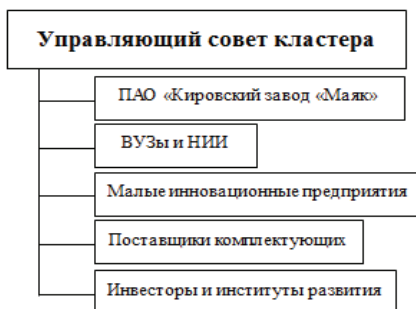 Управляющий совет кластера
ПАО «Кировский завод «Маяк»
ВУЗы и НИИ
Малые инновационные предприятия
Поставщики комплектующих
Инвесторы и институты развития